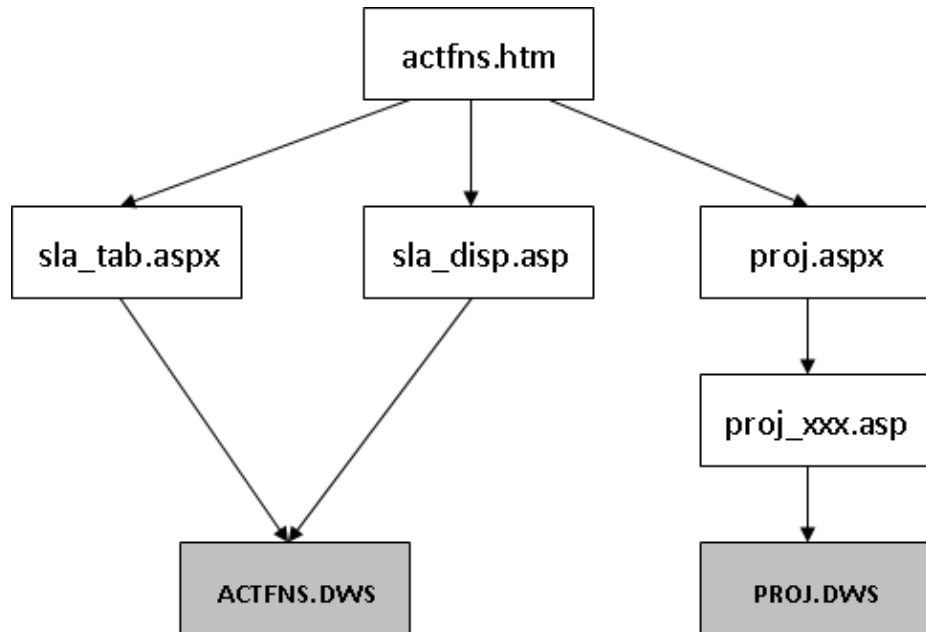 actfns.htm
sla_tab.aspx
sla_disp.asp
proj.aspx
proj_xxx.asp
ACTFNS.DWS
PROJ.DWS